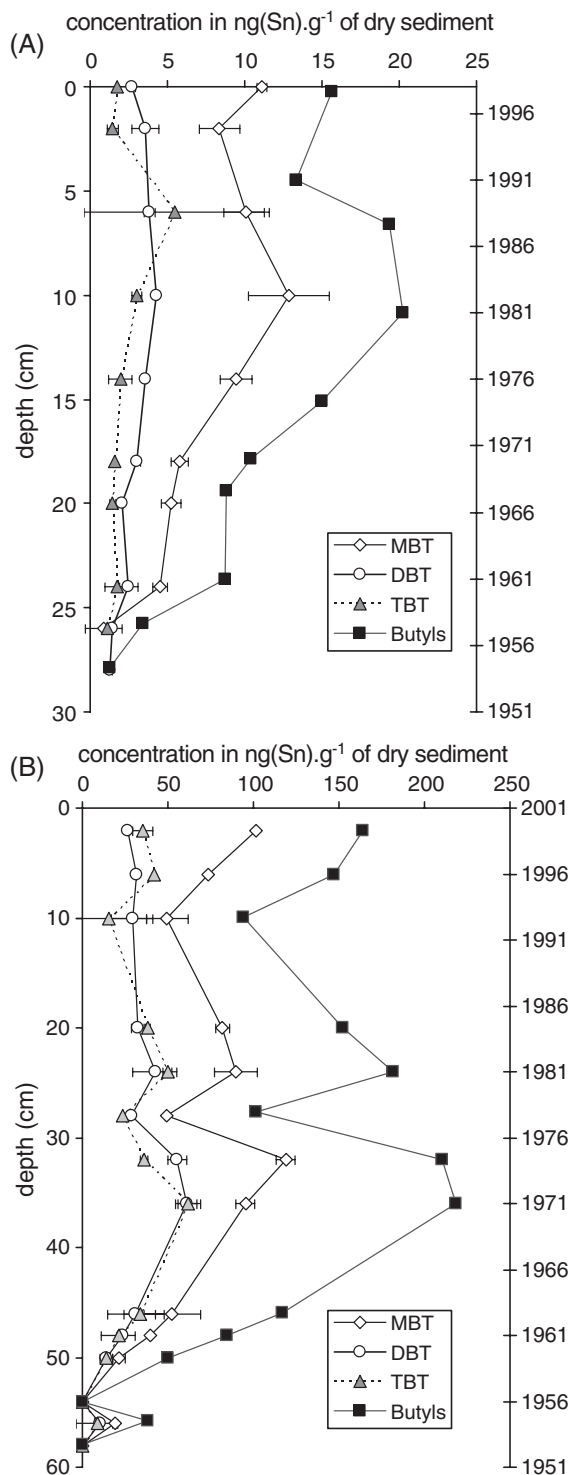 concentration in ng(Sn).g⁻¹ of dry sediment
(A)
0 5 10 15 20 25
0
5
10
15
20
25
30
depth (cm)
1996
1991
1986
1981
1976
1971
1966
1961
1956
1951
MBT
DBT
TBT
Butyls
concentration in ng(Sn).g⁻¹ of dry sediment
(B)
0 50 100 150 200 250
0
10
20
30
40
50
60
depth (cm)
2001
1996
1991
1986
1981
1976
1971
1966
1961
1956
1951
MBT
DBT
TBT
Butyls